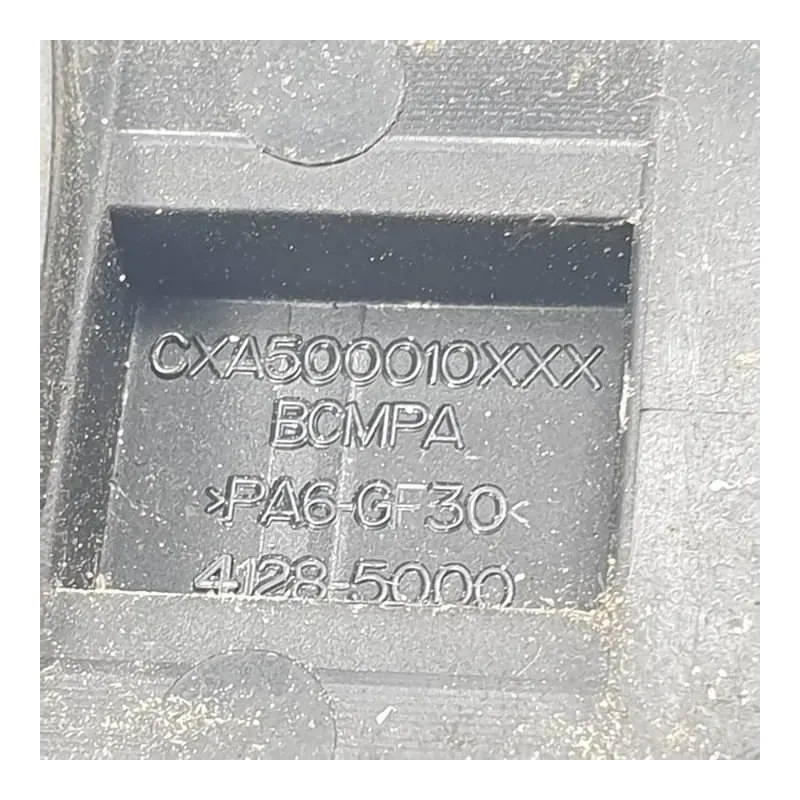 CXA500010XXX
BCMPA
>PA6-GF30<
4128-5000